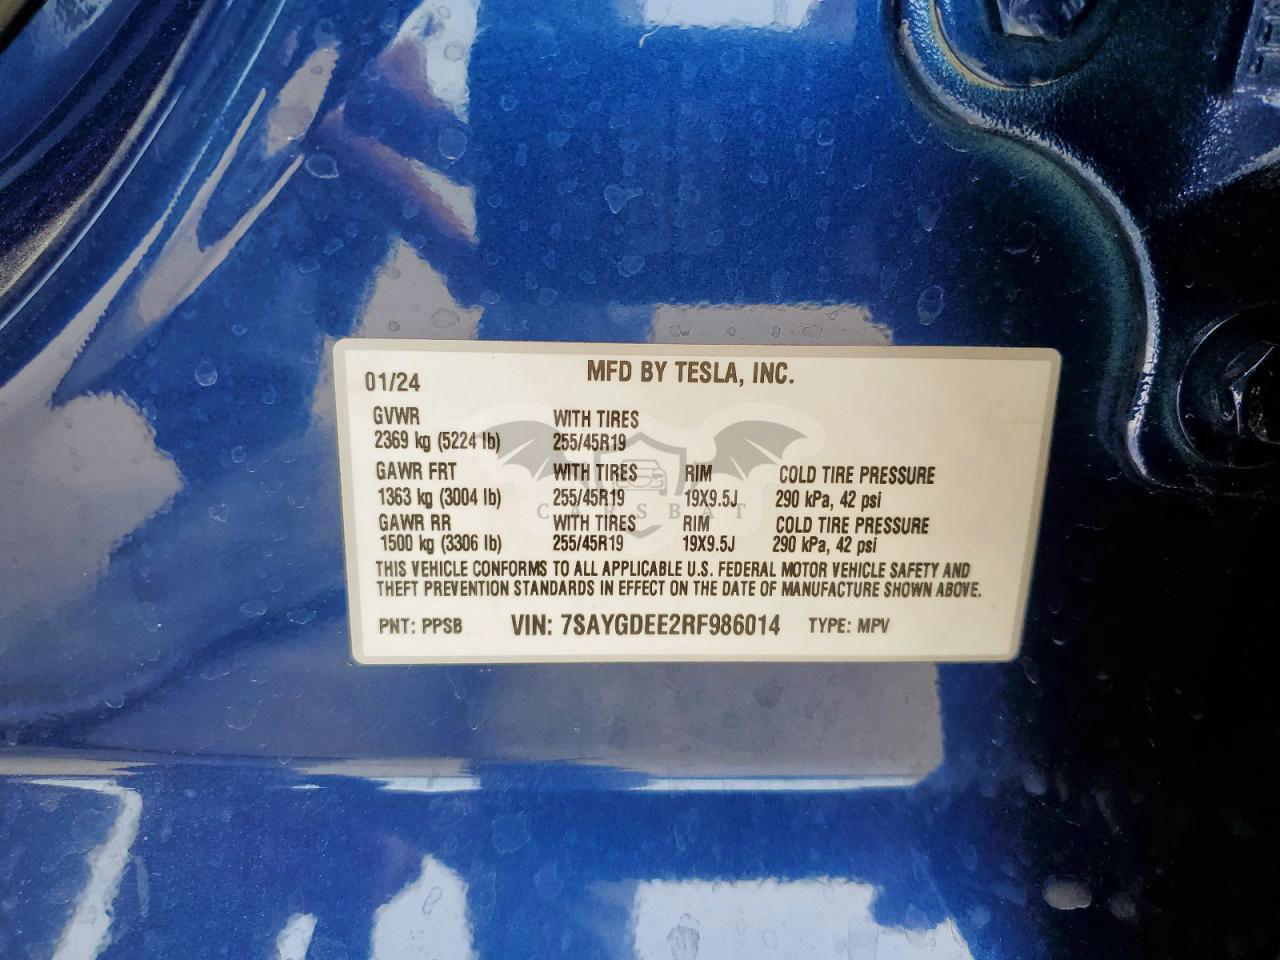 MFD BY TESLA, INC.
01/24
GVWR WITH TIRES
2369 kg (5224 lb) 255/45R19
GAWR FRT WITH TIRES RIM COLD TIRE PRESSURE
1363 kg (3004 lb) 255/45R19 19X9.5J 290 kPa, 42 psi
CARSBAT
GAWR RR WITH TIRES RIM COLD TIRE PRESSURE
1500 kg (3306 lb) 255/45R19 19X9.5J 290 kPa, 42 psi
THIS VEHICLE CONFORMS TO ALL APPLICABLE U.S. FEDERAL MOTOR VEHICLE SAFETY AND
THEFT PREVENTION STANDARDS IN EFFECT ON THE DATE OF MANUFACTURE SHOWN ABOVE.
PNT: PPSB VIN: 7SAYGDEE2RF986014 TYPE: MPV